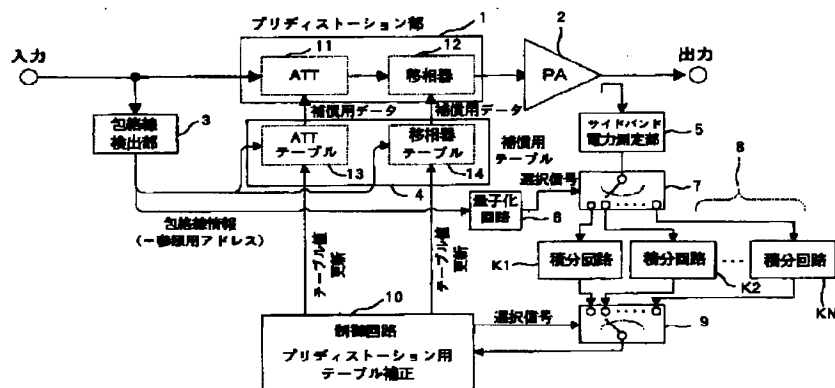 プリディストーション部
1
入力
11
ATT
12
移相器
2
PA
出力
補償用データ
補償用データ
包絡線
検出部
3
ATT
テーブル
13
移相器
テーブル
14
4
補償用
テーブル
サイドバンド
電力測定部
5
選択信号
7
8
量子化
回路
6
包絡線情報
(=参照用アドレス)
テーブル値
更新
テーブル値
更新
K1
積分回路
積分回路
K2
積分回路
KN
10
制御回路
プリディストーション用
テーブル補正
選択信号
9